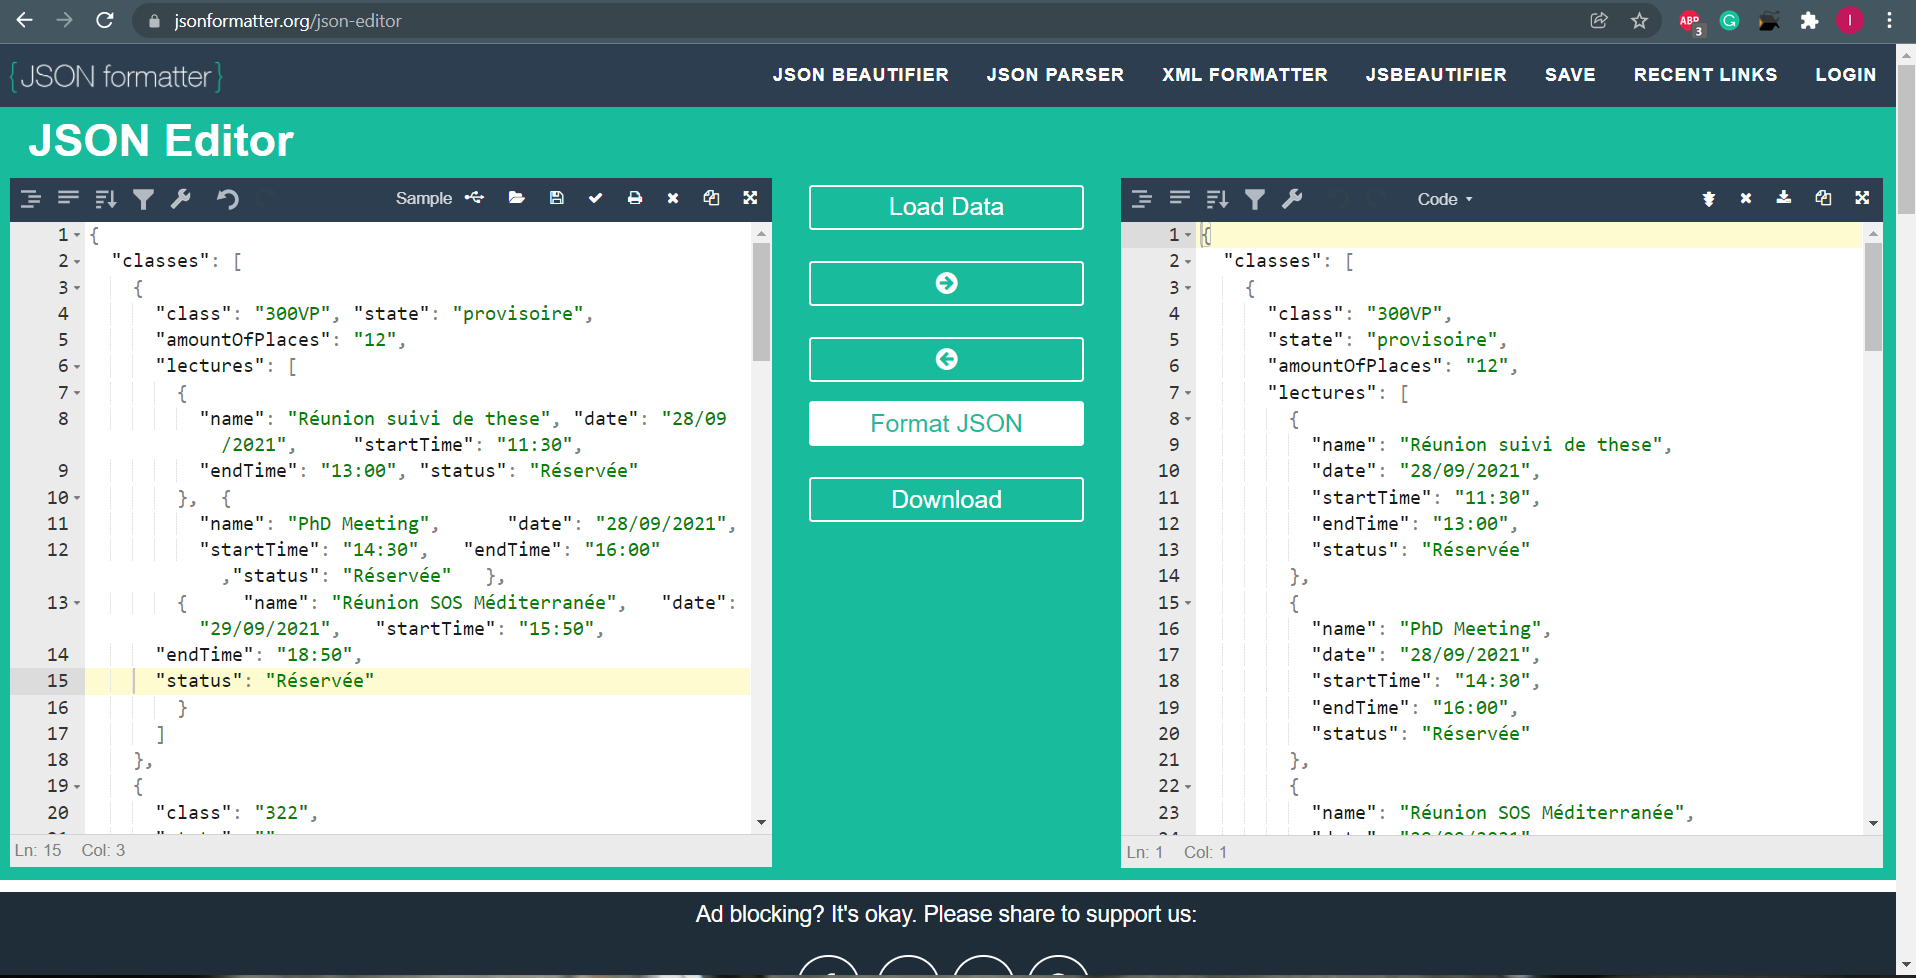 jsonformatter.org/json-editor
ABP
3
G
I
{JSON formatter}
JSON BEAUTIFIER JSON PARSER XML FORMATTER JSBEAUTIFIER SAVE RECENT LINKS LOGIN
JSON Editor
Sample
1 {
2 "classes": [
3 {
4 "class": "300VP", "state": "provisoire",
5 "amountOfPlaces": "12",
6 "lectures": [
7 {
8 "name": "Réunion suivi de these", "date": "28/09
/2021", "startTime": "11:30",
9 "endTime": "13:00", "status": "Réservée"
10 }, {
11 "name": "PhD Meeting", "date": "28/09/2021",
12 "startTime": "14:30", "endTime": "16:00"
,"status": "Réservée" },
13 { "name": "Réunion SOS Méditerranée", "date":
"29/09/2021", "startTime": "15:50",
14 "endTime": "18:50",
15 "status": "Réservée"
16 }
17 ]
18 },
19 {
20 "class": "322",
Ln: 15 Col: 3
Load Data
Format JSON
Download
Code
1 {
2 "classes": [
3 {
4 "class": "300VP",
5 "state": "provisoire",
6 "amountOfPlaces": "12",
7 "lectures": [
8 {
9 "name": "Réunion suivi de these",
10 "date": "28/09/2021",
11 "startTime": "11:30",
12 "endTime": "13:00",
13 "status": "Réservée"
14 },
15 {
16 "name": "PhD Meeting",
17 "date": "28/09/2021",
18 "startTime": "14:30",
19 "endTime": "16:00",
20 "status": "Réservée"
21 },
22 {
23 "name": "Réunion SOS Méditerranée",
Ln: 1 Col: 1
Ad blocking? It's okay. Please share to support us: